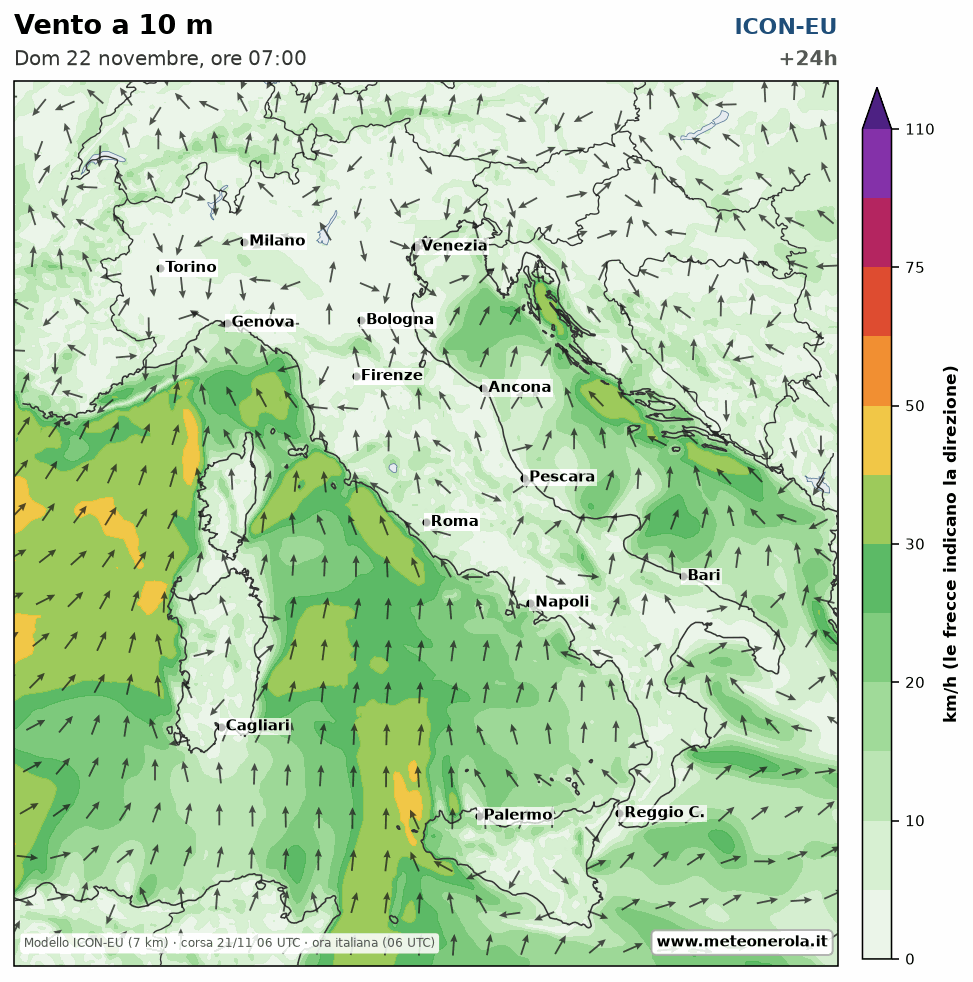 Vento a 10 m
ICON-EU
Dom 22 novembre, ore 07:00
+24h
110
75
50
30
20
10
0
km/h (le frecce indicano la direzione)
Milano
Venezia
Torino
Genova
Bologna
Firenze
Ancona
Pescara
Roma
Bari
Napoli
Cagliari
Palermo
Reggio C.
Modello ICON-EU (7 km) · corsa 21/11 06 UTC · ora italiana (06 UTC)
www.meteonerola.it